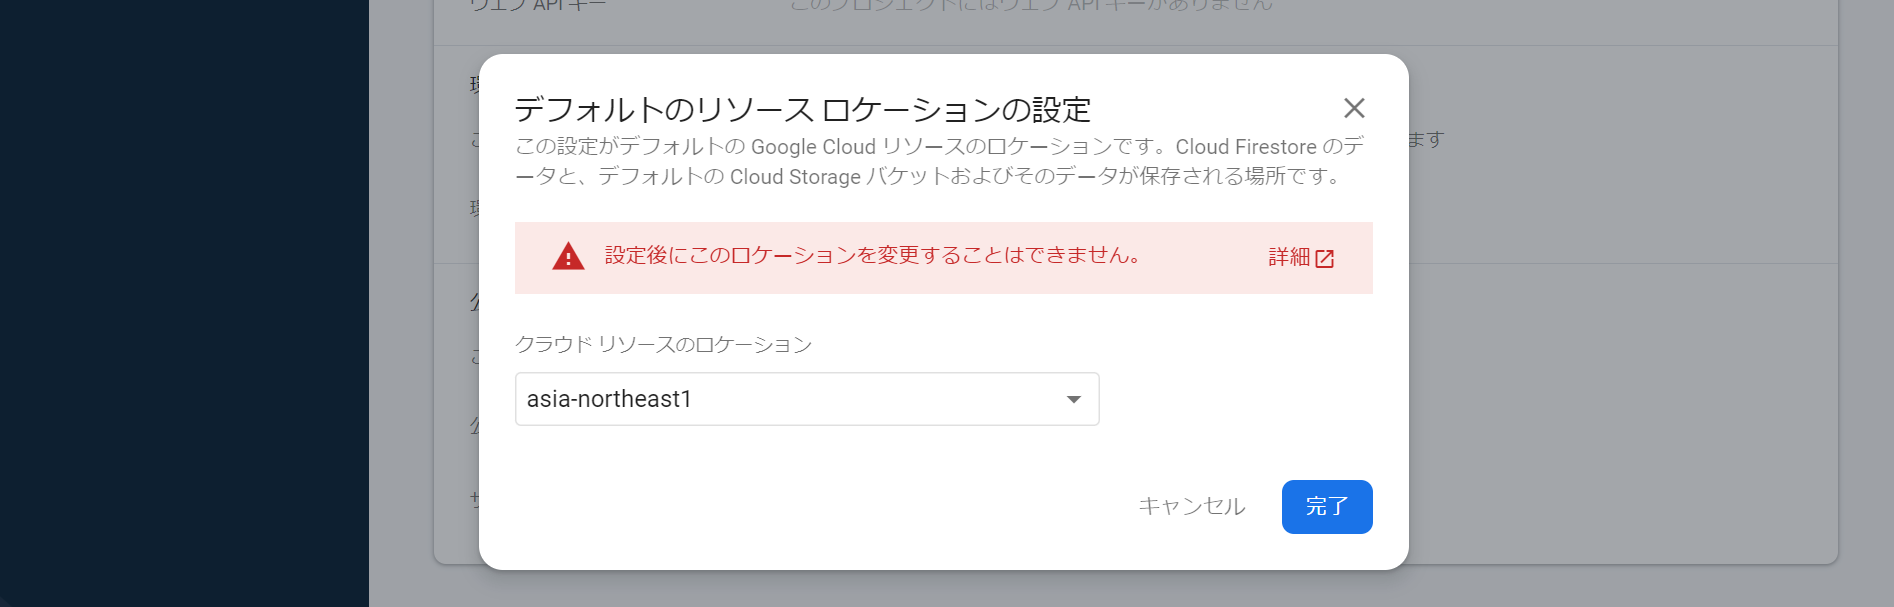 ウェブ API キー
このプロジェクトにはウェブ API キーがありません
デフォルトのリソース ロケーションの設定
この設定がデフォルトの Google Cloud リソースのロケーションです。Cloud Firestore のデ
ータと、デフォルトの Cloud Storage バケットおよびそのデータが保存される場所です。
ます
設定後にこのロケーションを変更することはできません。
詳細
クラウド リソースのロケーション
asia-northeast1
キャンセル
完了